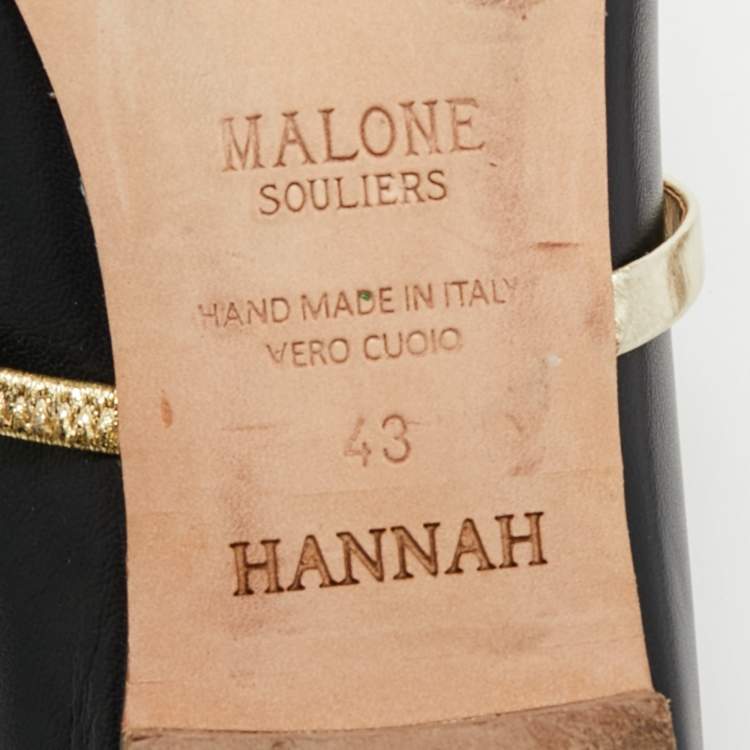 MALONE
SOULIERS
HAND MADE IN ITALY
VERO CUOIO
43
HANNAH